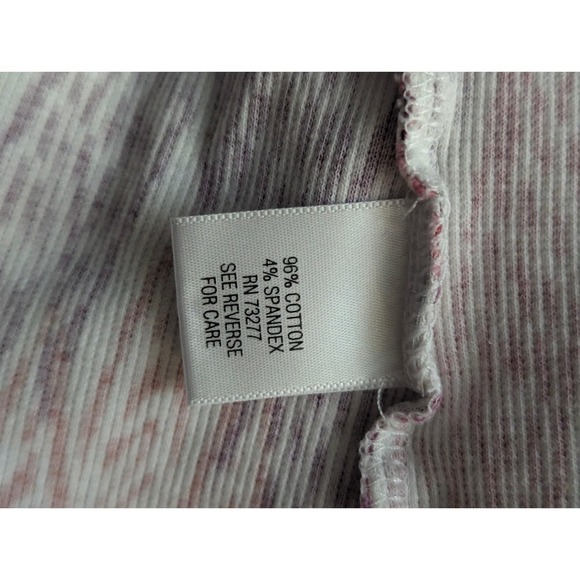 96% COTTON
4% SPANDEX
RN 73277
SEE REVERSE
FOR CARE